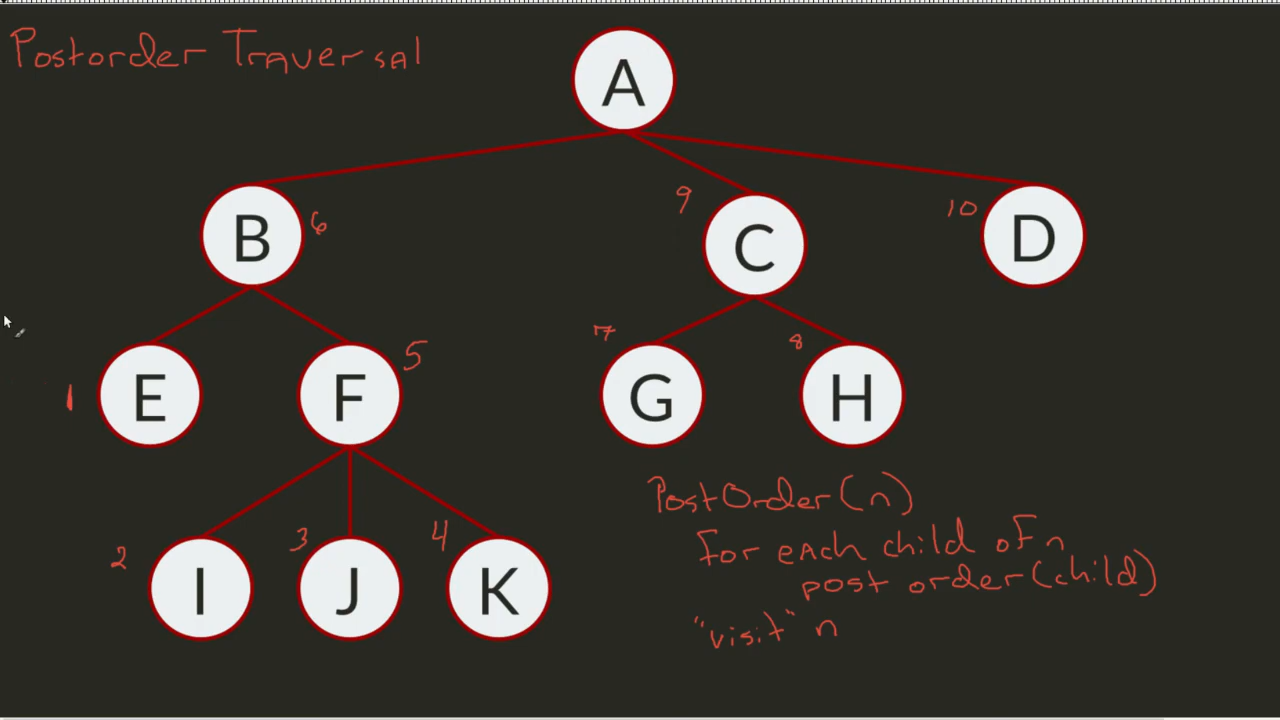 Postorder Traversal
A
B 6
9 C
10 D
1 E
F 5
7 G
8 H
2 I
3 J
4 K
PostOrder(n)
for each child of n
post order(child)
"visit" n